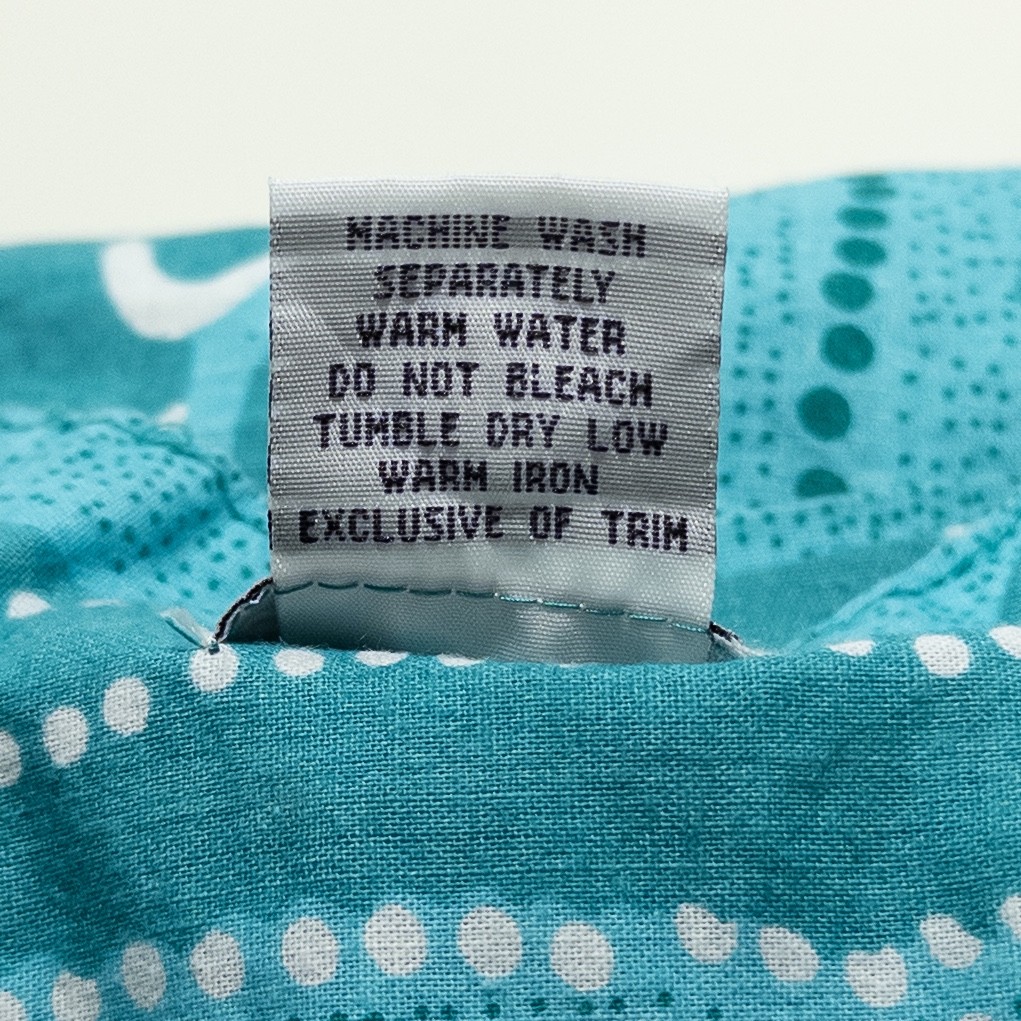 MACHINE WASH
SEPARATELY
WARM WATER
DO NOT BLEACH
TUMBLE DRY LOW
WARM IRON
EXCLUSIVE OF TRIM